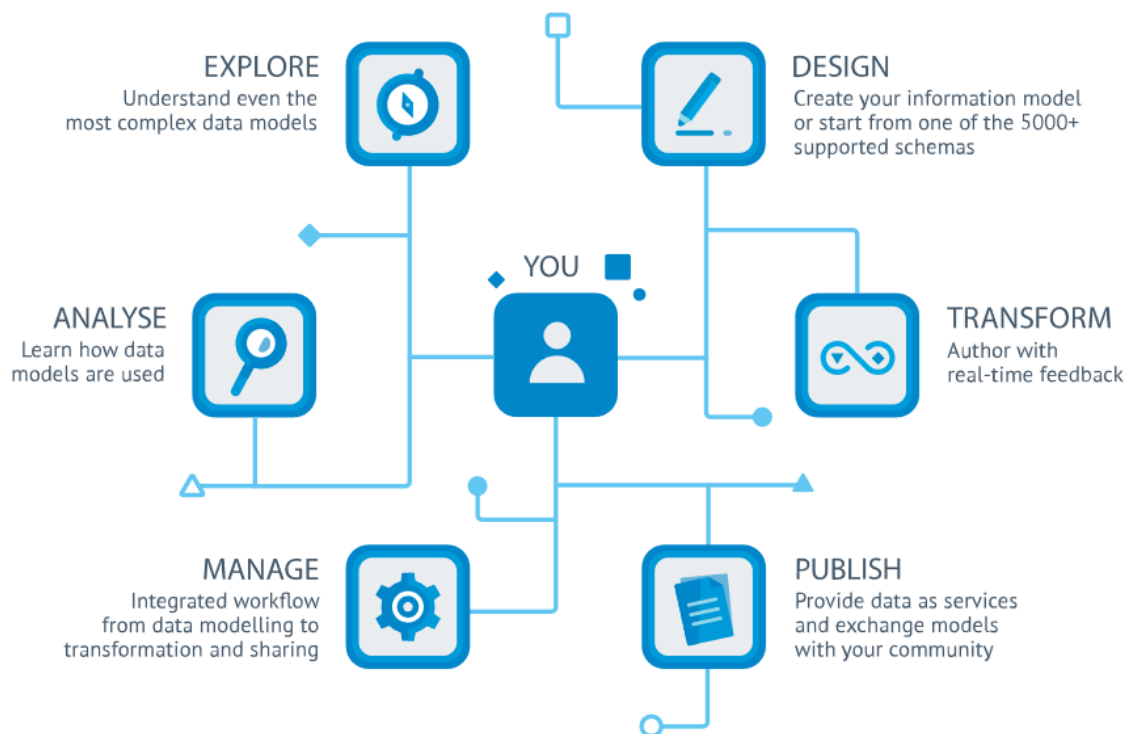 EXPLORE
Understand even the
most complex data models
DESIGN
Create your information model
or start from one of the 5000+
supported schemas
YOU
ANALYSE
Learn how data
models are used
TRANSFORM
Author with
real-time feedback
MANAGE
Integrated workflow
from data modelling to
transformation and sharing
PUBLISH
Provide data as services
and exchange models
with your community